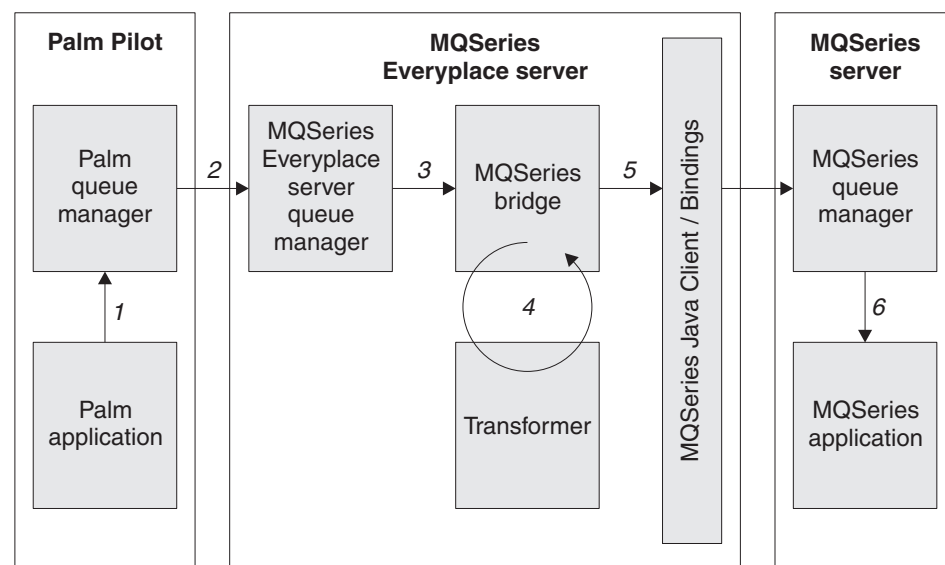 Palm Pilot
Palm
queue
manager
1
Palm
application
2
MQSeries
Everyplace server
MQSeries
Everyplace
server
queue
manager
3
MQSeries
bridge
4
Transformer
5
MQSeries Java Client / Bindings
MQSeries
server
MQSeries
queue
manager
6
MQSeries
application